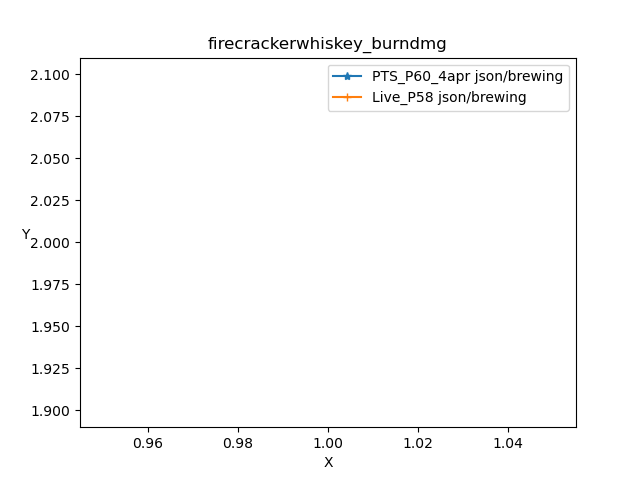 firecrackerwhiskey_burndmg
PTS_P60_4apr json/brewing
Live_P58 json/brewing
2.100
2.075
2.050
2.025
2.000
1.975
1.950
1.925
1.900
Y
0.96 0.98 1.00 1.02 1.04
X